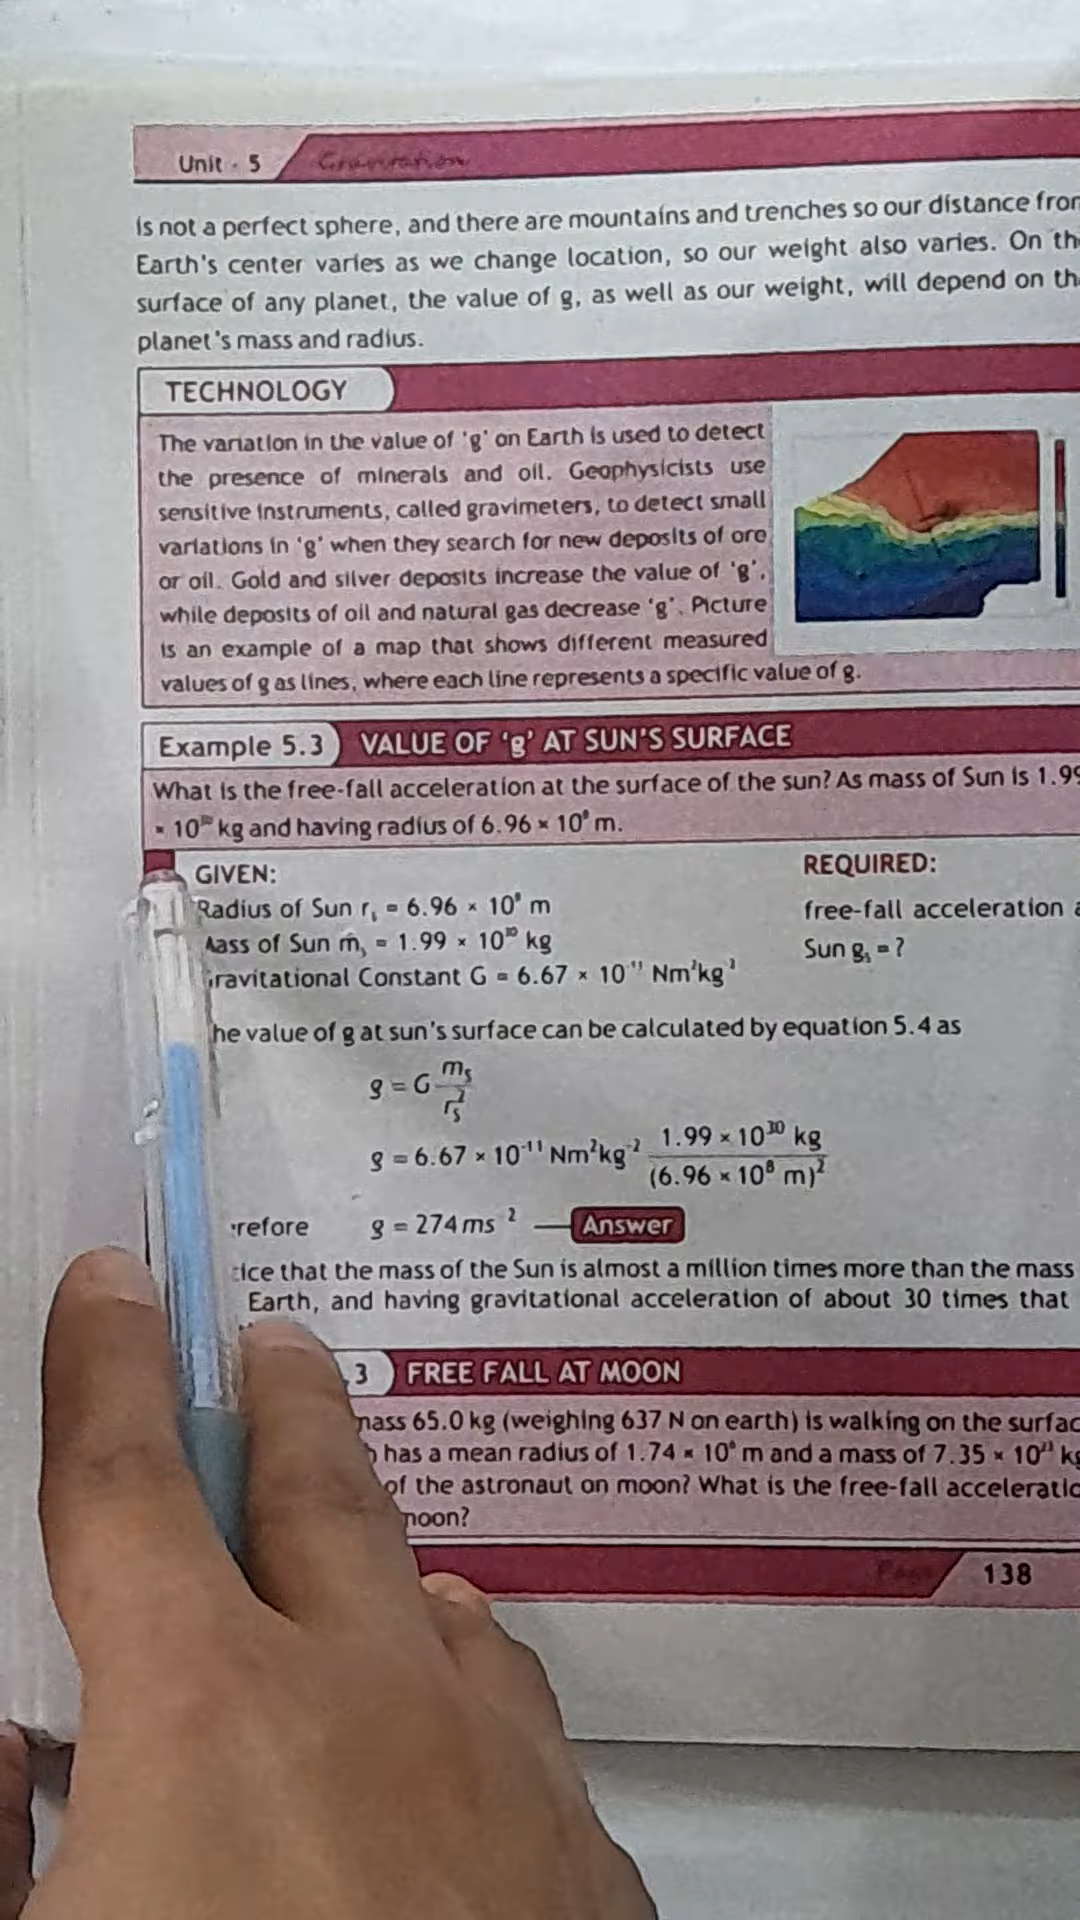 Unit - 5 Gravitation
is not a perfect sphere, and there are mountains and trenches so our distance from
Earth's center varies as we change location, so our weight also varies. On th
surface of any planet, the value of g, as well as our weight, will depend on th
planet's mass and radius.
TECHNOLOGY
The variation in the value of 'g' on Earth is used to detect
the presence of minerals and oil. Geophysicists use
sensitive instruments, called gravimeters, to detect small
variations in 'g' when they search for new deposits of ore
or oil. Gold and silver deposits increase the value of 'g',
while deposits of oil and natural gas decrease 'g'. Picture
is an example of a map that shows different measured
values of g as lines, where each line represents a specific value of g.
Example 5.3 VALUE OF 'g' AT SUN'S SURFACE
What is the free-fall acceleration at the surface of the sun? As mass of Sun is 1.99
× 10³⁰ kg and having radius of 6.96 × 10⁸ m.
GIVEN:
Radius of Sun rₛ = 6.96 × 10⁸ m
Mass of Sun mₛ = 1.99 × 10³⁰ kg
ravitational Constant G = 6.67 × 10⁻¹¹ Nm²kg⁻²
REQUIRED:
free-fall acceleration a
Sun gₛ = ?
he value of g at sun's surface can be calculated by equation 5.4 as
g = G mₛ / rₛ²
g = 6.67 × 10⁻¹¹ Nm²kg⁻² 1.99 × 10³⁰ kg / (6.96 × 10⁸ m)²
refore g = 274 ms ² Answer
ice that the mass of the Sun is almost a million times more than the mass
Earth, and having gravitational acceleration of about 30 times that
3 FREE FALL AT MOON
mass 65.0 kg (weighing 637 N on earth) is walking on the surfac
h has a mean radius of 1.74 × 10⁶ m and a mass of 7.35 × 10²² kg
of the astronaut on moon? What is the free-fall acceleratio
moon?
138